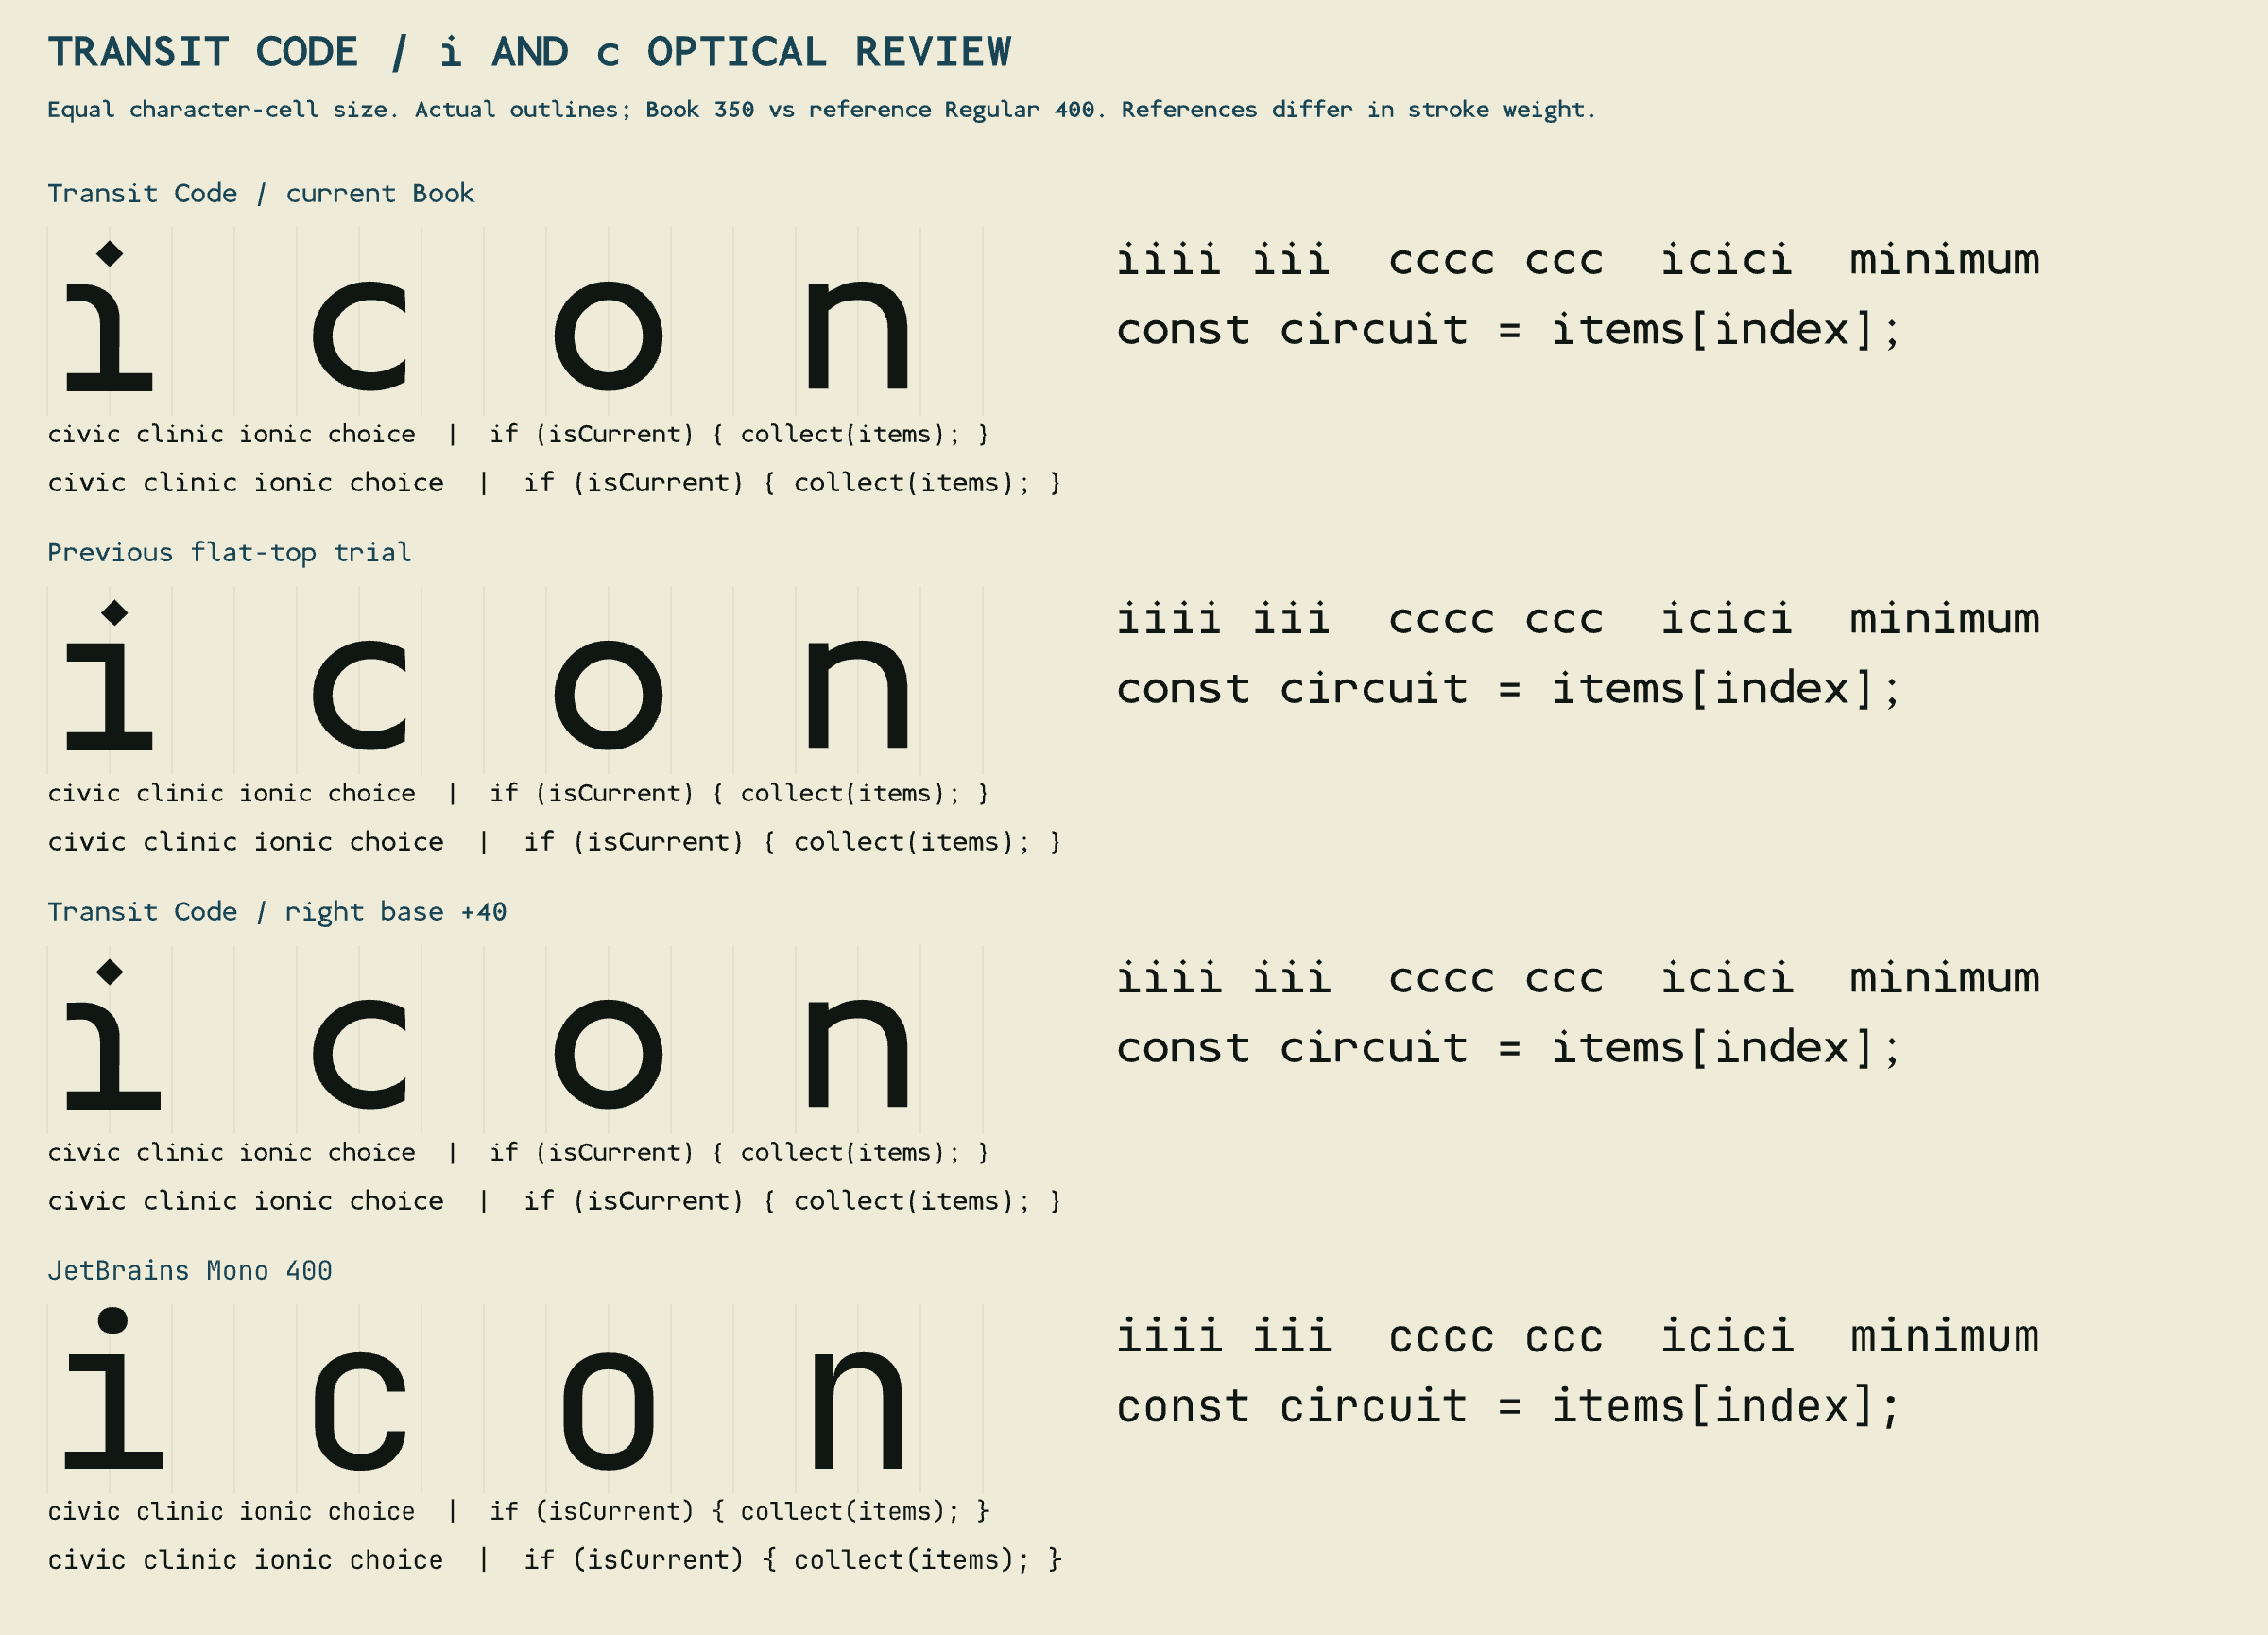 TRANSIT CODE / i AND c OPTICAL REVIEW
Equal character-cell size. Actual outlines; Book 350 vs reference Regular 400. References differ in stroke weight.
Transit Code / current Book
i c o n
iiii iii  cccc ccc  icici  minimum
const circuit = items[index];
civic clinic ionic choice  |  if (isCurrent) { collect(items); }
civic clinic ionic choice  |  if (isCurrent) { collect(items); }
Previous flat-top trial
i c o n
iiii iii  cccc ccc  icici  minimum
const circuit = items[index];
civic clinic ionic choice  |  if (isCurrent) { collect(items); }
civic clinic ionic choice  |  if (isCurrent) { collect(items); }
Transit Code / right base +40
i c o n
iiii iii  cccc ccc  icici  minimum
const circuit = items[index];
civic clinic ionic choice  |  if (isCurrent) { collect(items); }
civic clinic ionic choice  |  if (isCurrent) { collect(items); }
JetBrains Mono 400
i c o n
iiii iii  cccc ccc  icici  minimum
const circuit = items[index];
civic clinic ionic choice  |  if (isCurrent) { collect(items); }
civic clinic ionic choice  |  if (isCurrent) { collect(items); }